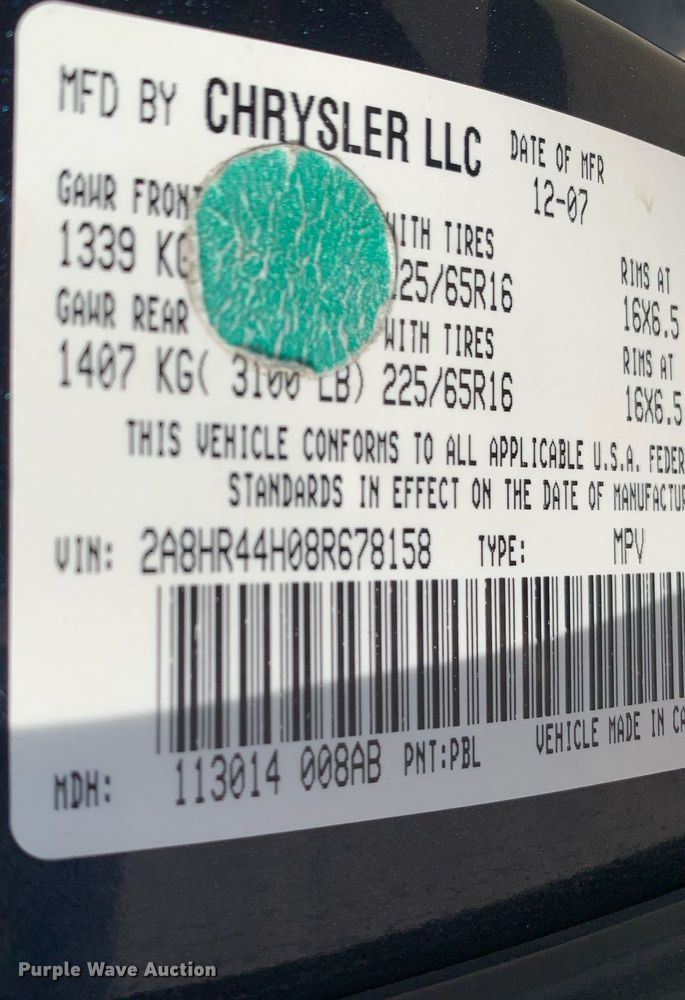 MFD BY CHRYSLER LLC DATE OF MFR
12-07
GAWR FRONT WITH TIRES RIMS AT
1339 KG 225/65R16 16X6.5
GAWR REAR WITH TIRES RIMS AT
1407 KG( 3100 LB) 225/65R16 16X6.5
THIS VEHICLE CONFORMS TO ALL APPLICABLE U.S.A. FEDER
STANDARDS IN EFFECT ON THE DATE OF MANUFACTU
VIN: 2A8HR44H08R678158 TYPE: MPV
MDH: 113014 008AB PNT:PBL VEHICLE MADE IN CA
Purple Wave Auction